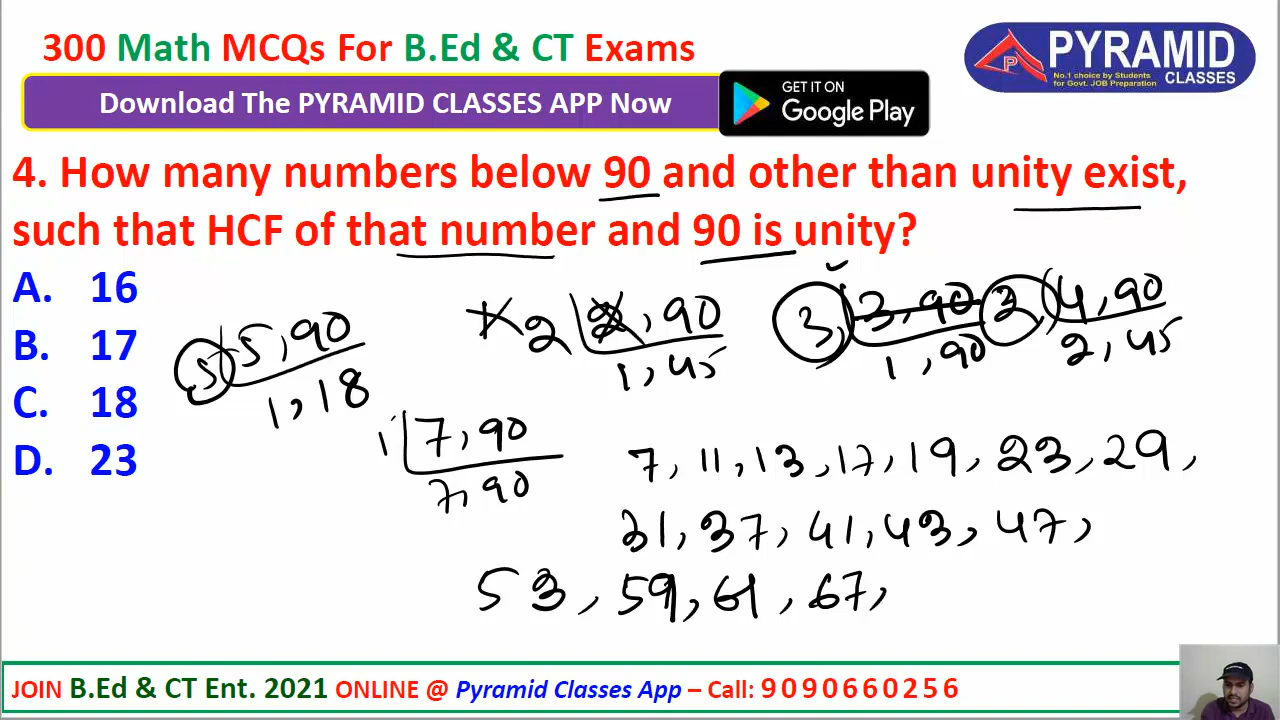 300 Math MCQs For B.Ed & CT Exams
PYRAMID
CLASSES
No.1 choice by Students
for Govt. JOB Preparation
Download The PYRAMID CLASSES APP Now
GET IT ON
Google Play
4. How many numbers below 90 and other than unity exist,
such that HCF of that number and 90 is unity?
A. 16
B. 17
C. 18
D. 23
5 5, 90
1, 18
2 2, 90
1, 45
3, 3, 90
1, 90
2, 4, 90
2, 45
1 7, 90
7, 90
7, 11, 13, 17, 19, 23, 29,
31, 37, 41, 43, 47,
53, 59, 61, 67,
JOIN B.Ed & CT Ent. 2021 ONLINE @ Pyramid Classes App – Call: 9090660256